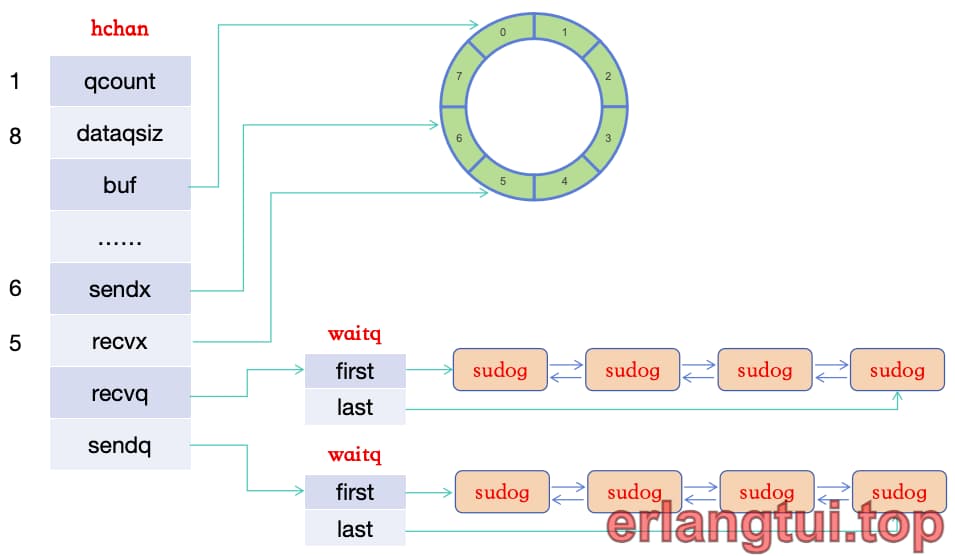 hchan
1 qcount
8 dataqsiz
buf
......
6 sendx
5 recvx
recvq
sendq
0
1
2
3
4
5
6
7
waitq
first
last
sudog sudog sudog sudog
waitq
first
last
sudog sudog sudog sudog
erlangtui.top